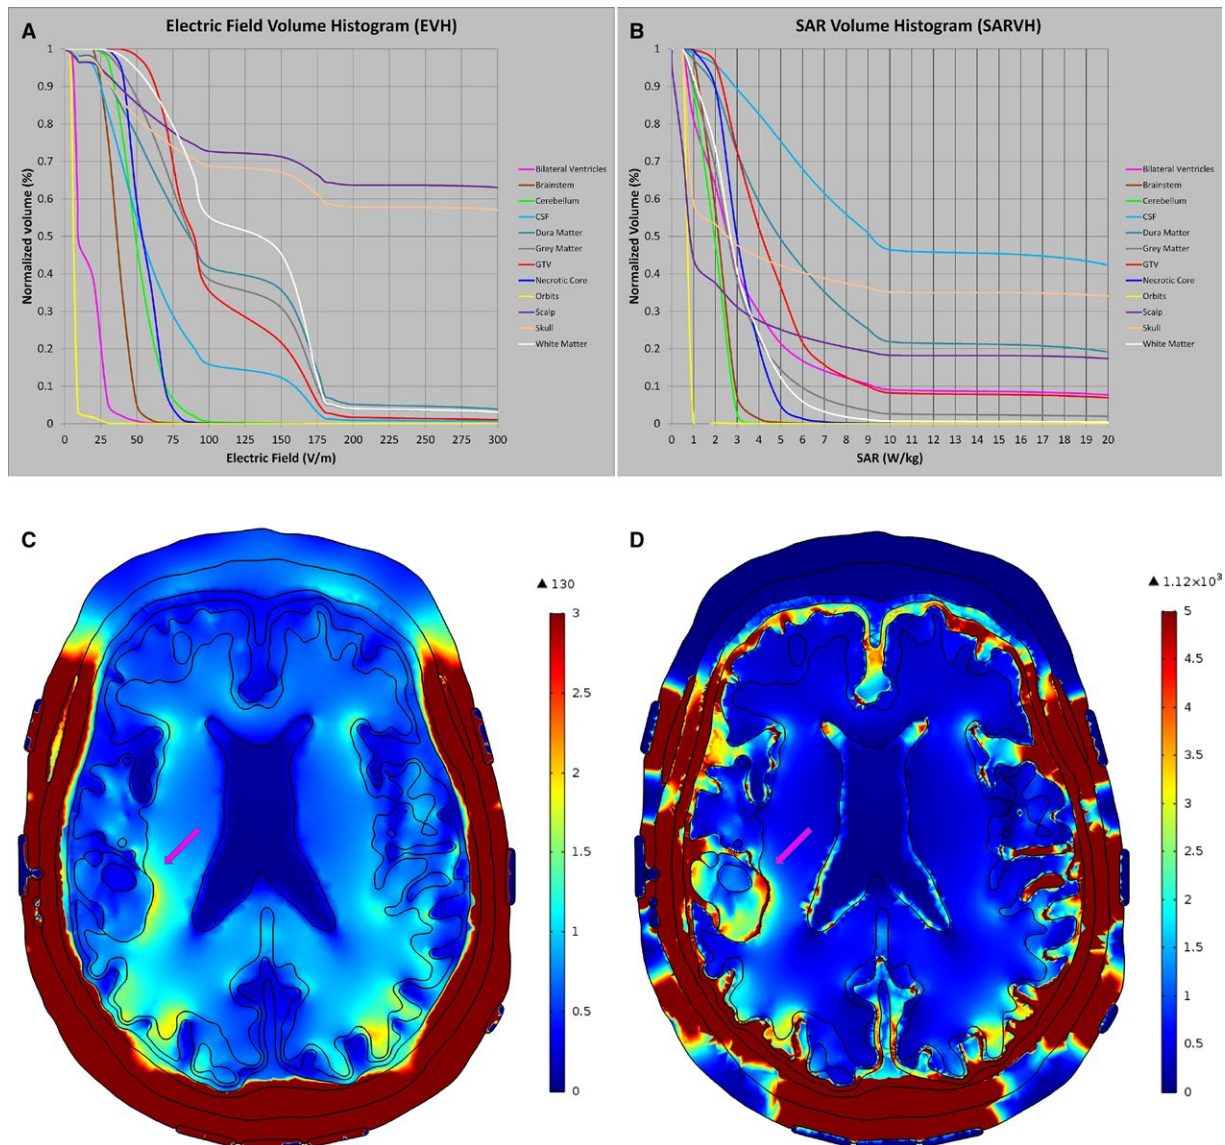 A
Electric Field Volume Histogram (EVH)
Normalized Volume (%)
1
0.9
0.8
0.7
0.6
0.5
0.4
0.3
0.2
0.1
0
0 25 50 75 100 125 150 175 200 225 250 275 300
Electric Field (V/m)
Bilateral Ventricles
Brainstem
Cerebellum
CSF
Dura Matter
Grey Matter
GTV
Necrotic Core
Orbits
Scalp
Skull
White Matter
B
SAR Volume Histogram (SARVH)
Normalized Volume (%)
1
0.9
0.8
0.7
0.6
0.5
0.4
0.3
0.2
0.1
0
0 1 2 3 4 5 6 7 8 9 10 11 12 13 14 15 16 17 18 19 20
SAR (W/kg)
Bilateral Ventricles
Brainstem
Cerebellum
CSF
Dura Matter
Grey Matter
GTV
Necrotic Core
Orbits
Scalp
Skull
White Matter
C
▲ 130
3
2.5
2
1.5
1
0.5
0
D
▲ 1.12×10³
5
4.5
4
3.5
3
2.5
2
1.5
1
0.5
0